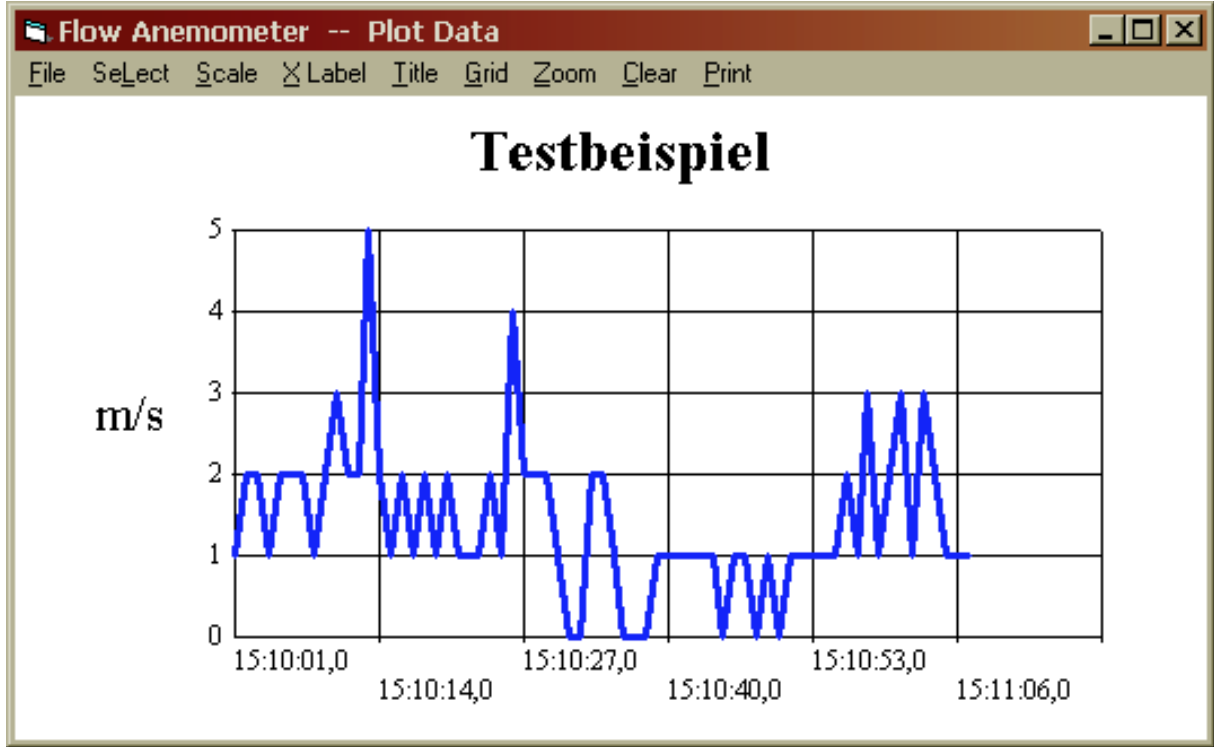 Flow Anemometer -- Plot Data
File SeLect Scale X Label Title Grid Zoom Clear Print
Testbeispiel
5
4
3
m/s
2
1
0
15:10:01,0 15:10:27,0 15:10:53,0
15:10:14,0 15:10:40,0 15:11:06,0